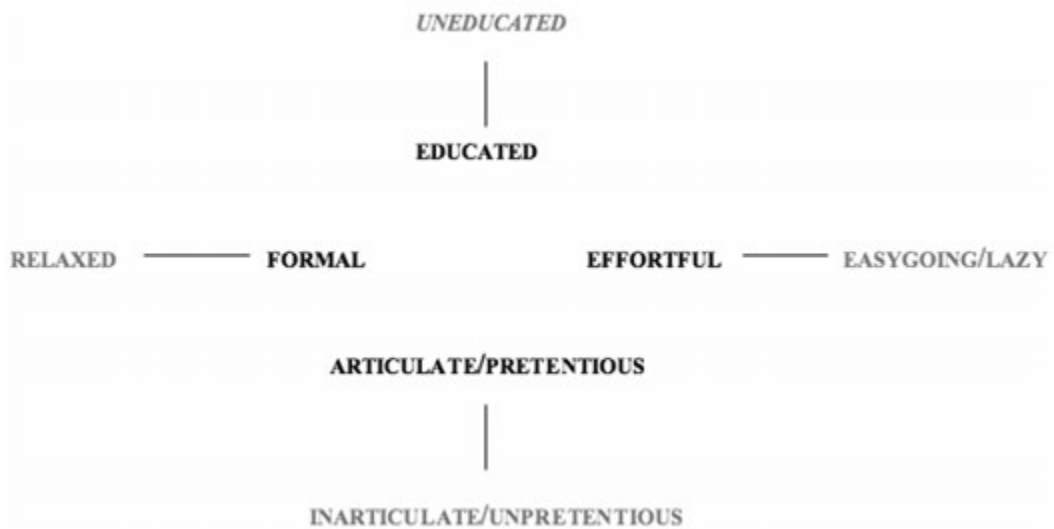 UNEDUCATED
EDUCATED
RELAXED FORMAL EFFORTFUL EASYGOING/LAZY
ARTICULATE/PRETENTIOUS
INARTICULATE/UNPRETENTIOUS